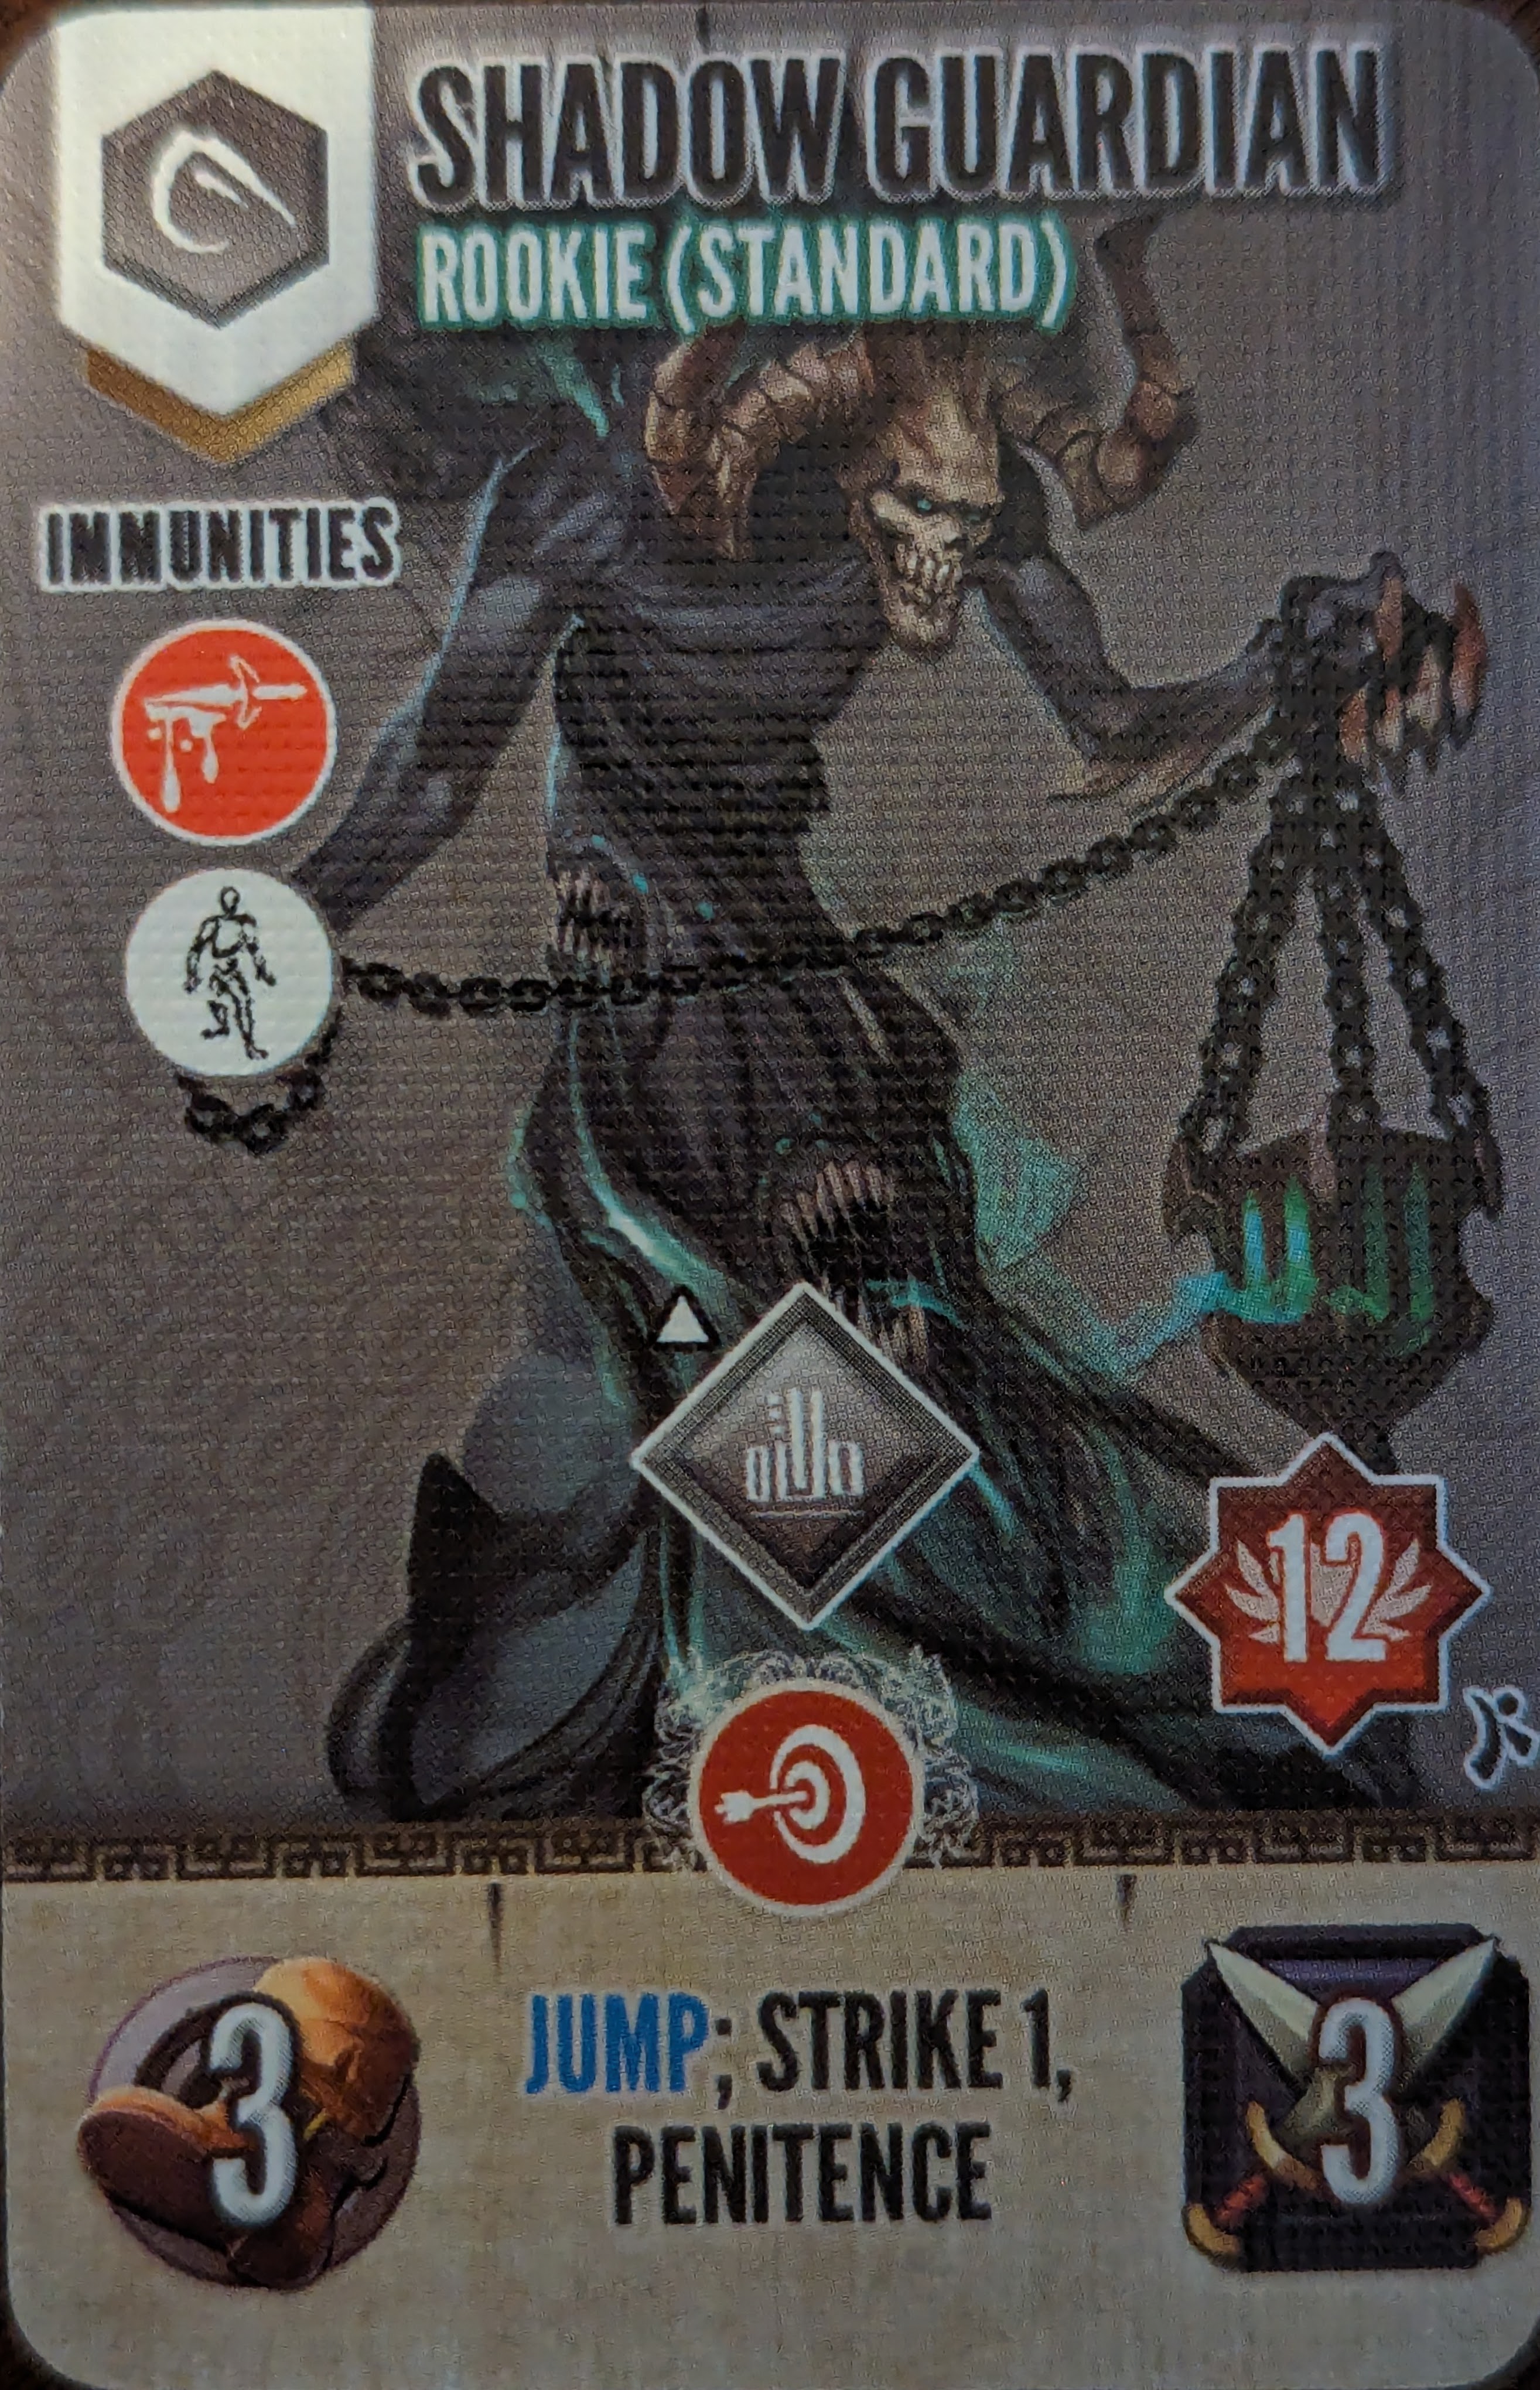 SHADOW GUARDIAN
ROOKIE (STANDARD)
IMMUNITIES
12
3
JUMP; STRIKE 1,
PENITENCE
3